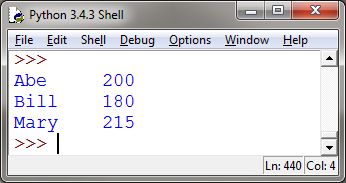 Python 3.4.3 Shell
File Edit Shell Debug Options Window Help
>>>
Abe 200
Bill 180
Mary 215
>>>
Ln: 440 Col: 4